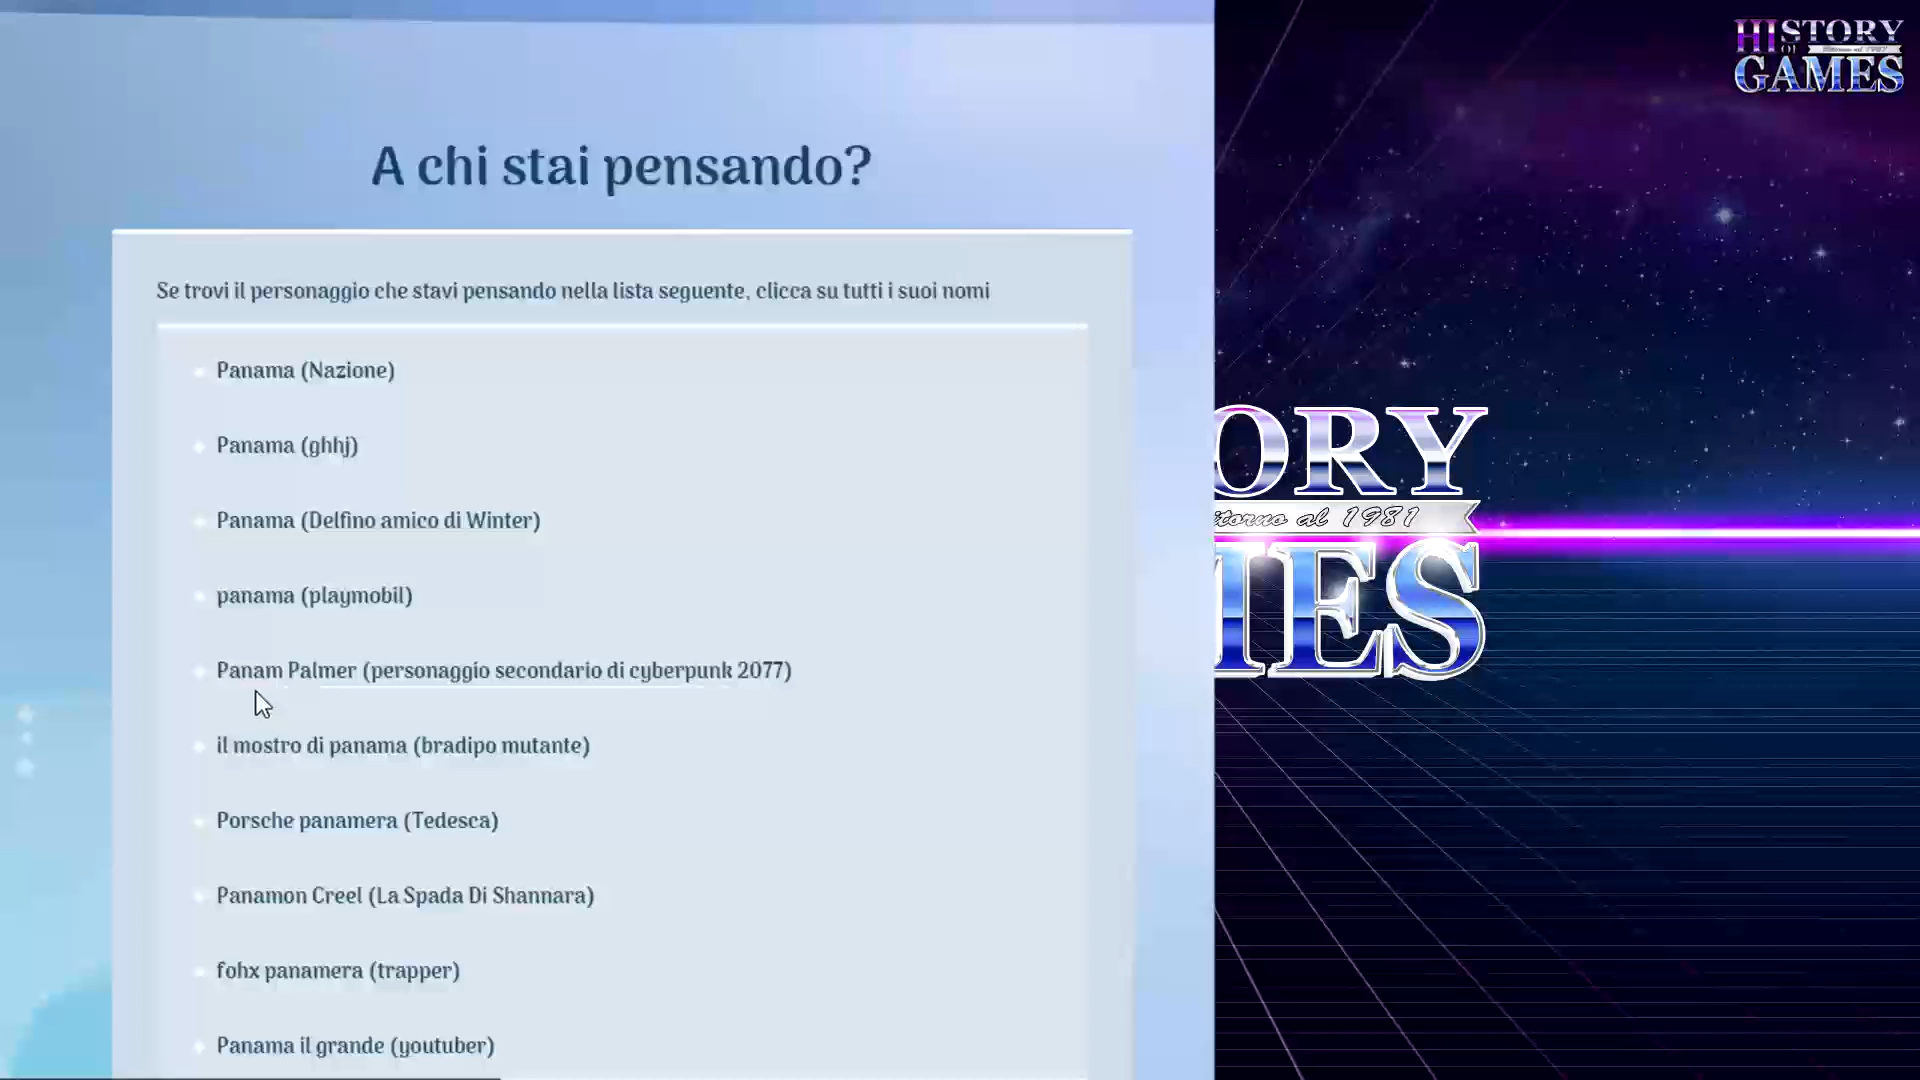 HISTORY
OF
GAMES
A chi stai pensando?
Se trovi il personaggio che stavi pensando nella lista seguente, clicca su tutti i suoi nomi
Panama (Nazione)
Panama (ghhj)
Panama (Delfino amico di Winter)
panama (playmobil)
Panam Palmer (personaggio secondario di cyberpunk 2077)
il mostro di panama (bradipo mutante)
Porsche panamera (Tedesca)
Panamon Creel (La Spada Di Shannara)
fohx panamera (trapper)
Panama il grande (youtuber)
ORY
itorno al 1981
MES